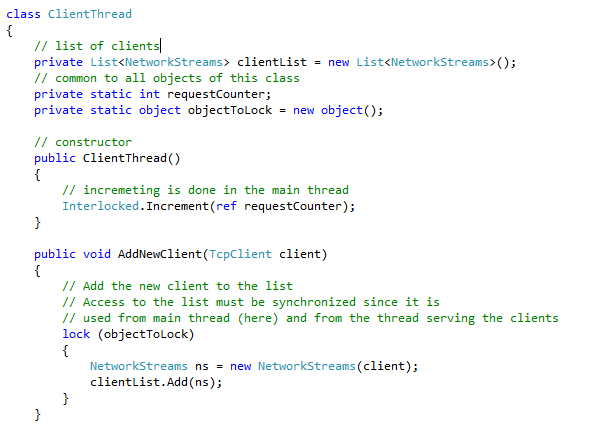 class ClientThread
{
// list of clients
private List<NetworkStreams> clientList = new List<NetworkStreams>();
// common to all objects of this class
private static int requestCounter;
private static object objectToLock = new object();
// constructor
public ClientThread()
{
// incremeting is done in the main thread
Interlocked.Increment(ref requestCounter);
}
public void AddNewClient(TcpClient client)
{
// Add the new client to the list
// Access to the list must be synchronized since it is
// used from main thread (here) and from the thread serving the clients
lock (objectToLock)
{
NetworkStreams ns = new NetworkStreams(client);
clientList.Add(ns);
}
}